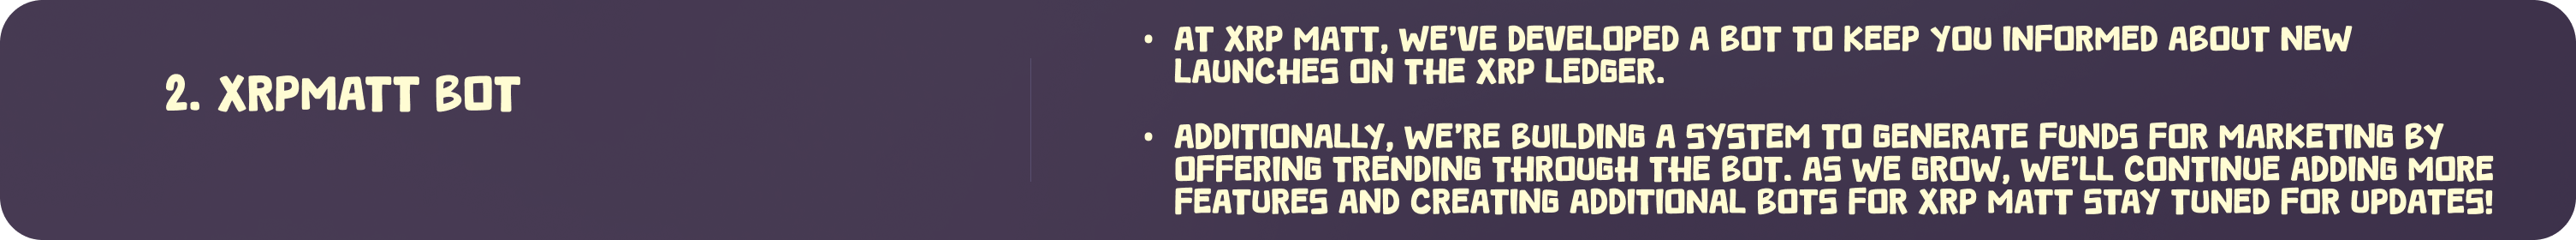 2. XRPMATT BOT
• AT XRP MATT, WE'VE DEVELOPED A BOT TO KEEP YOU INFORMED ABOUT NEW
LAUNCHES ON THE XRP LEDGER.
• ADDITIONALLY, WE'RE BUILDING A SYSTEM TO GENERATE FUNDS FOR MARKETING BY
OFFERING TRENDING THROUGH THE BOT. AS WE GROW, WE'LL CONTINUE ADDING MORE
FEATURES AND CREATING ADDITIONAL BOTS FOR XRP MATT STAY TUNED FOR UPDATES!